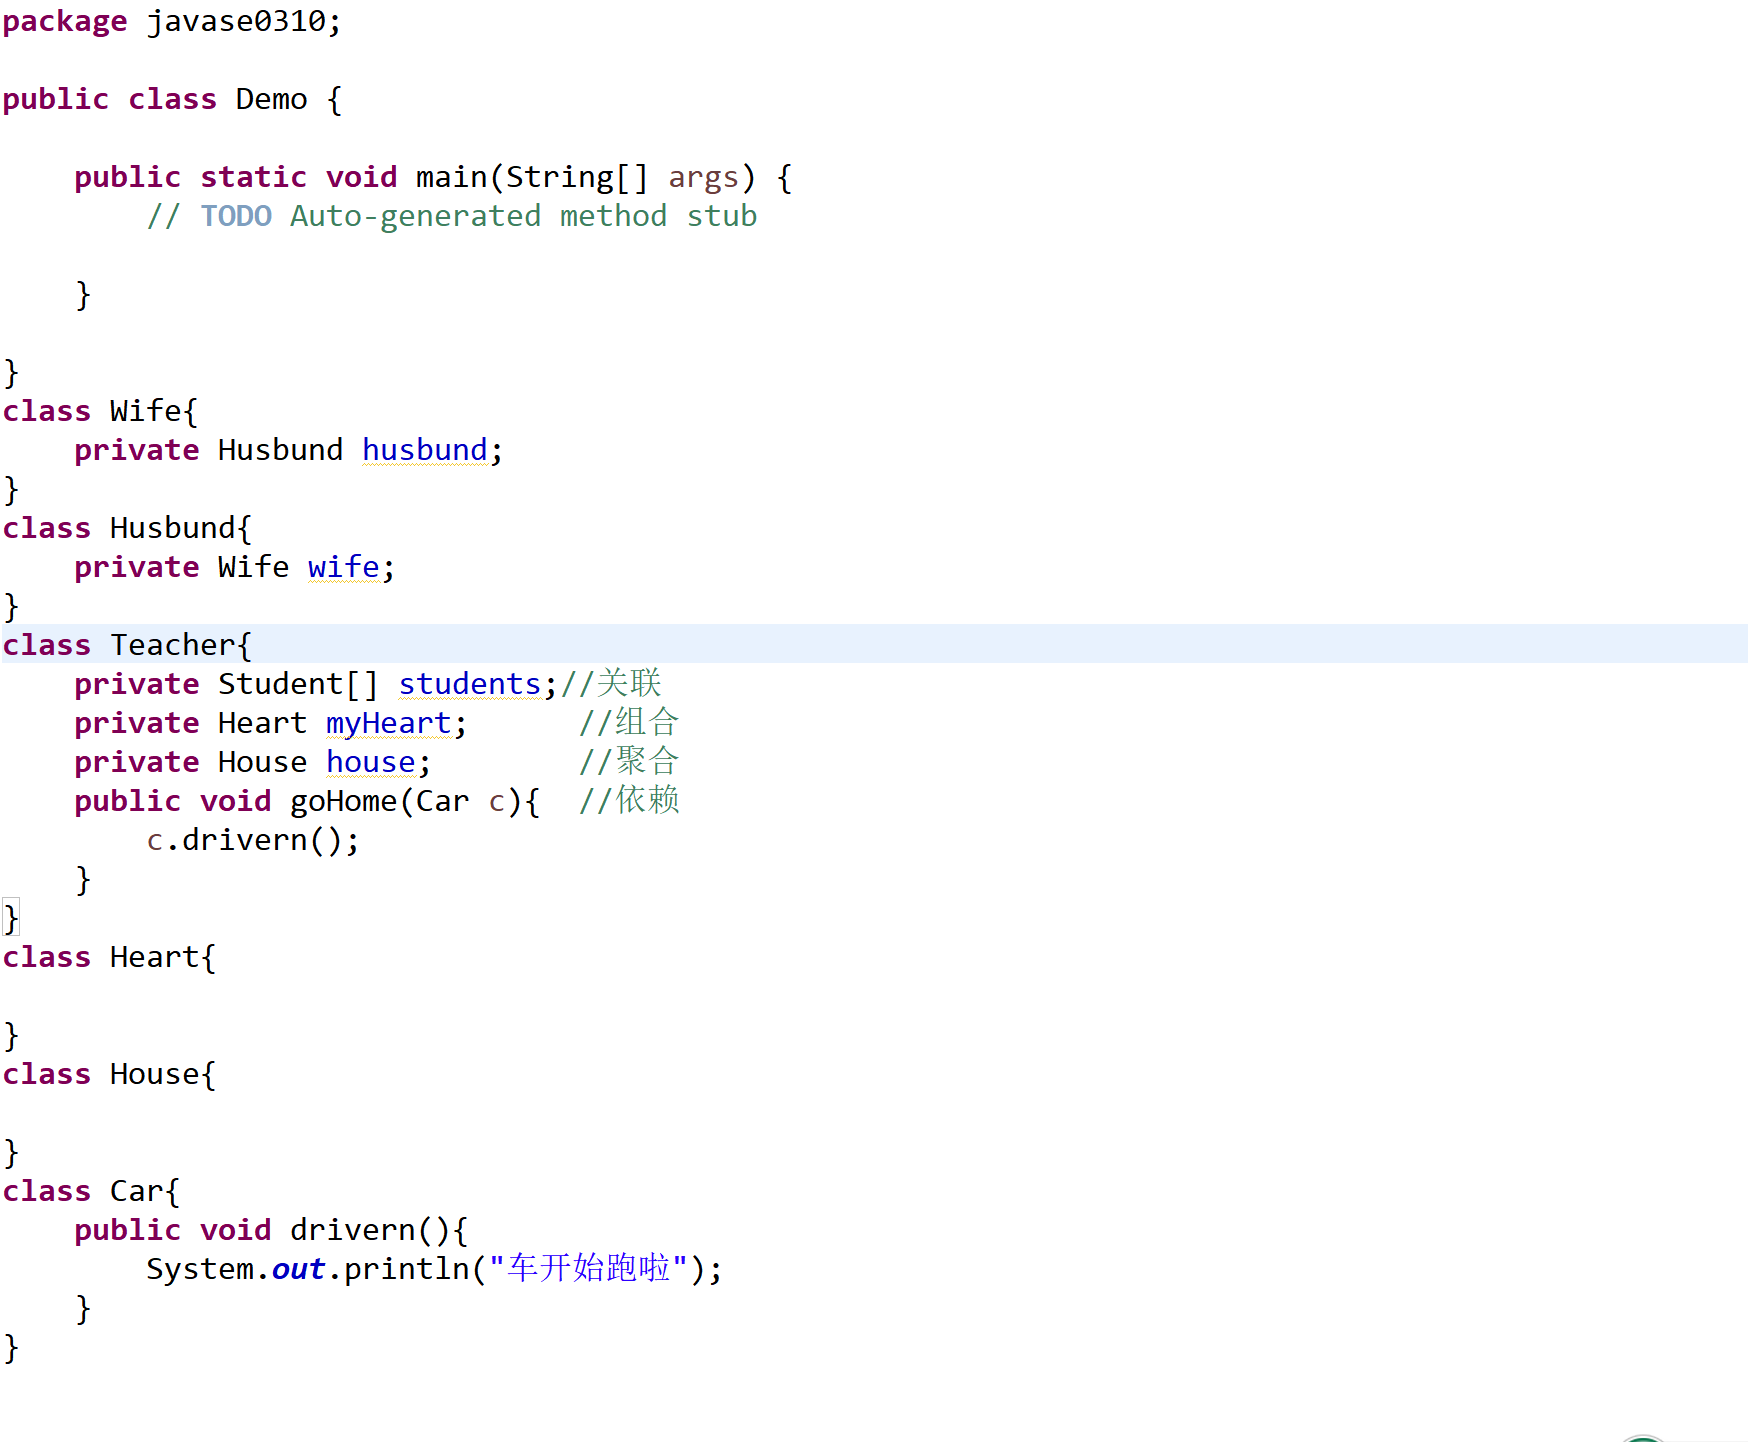 package javase0310;
public class Demo {
public static void main(String[] args) {
// TODO Auto-generated method stub
}
}
class Wife{
private Husbund husbund;
}
class Husbund{
private Wife wife;
}
class Teacher{
private Student[] students;//关联
private Heart myHeart; //组合
private House house; //聚合
public void goHome(Car c){ //依赖
c.drivern();
}
}
class Heart{
}
class House{
}
class Car{
public void drivern(){
System.out.println("车开始跑啦");
}
}